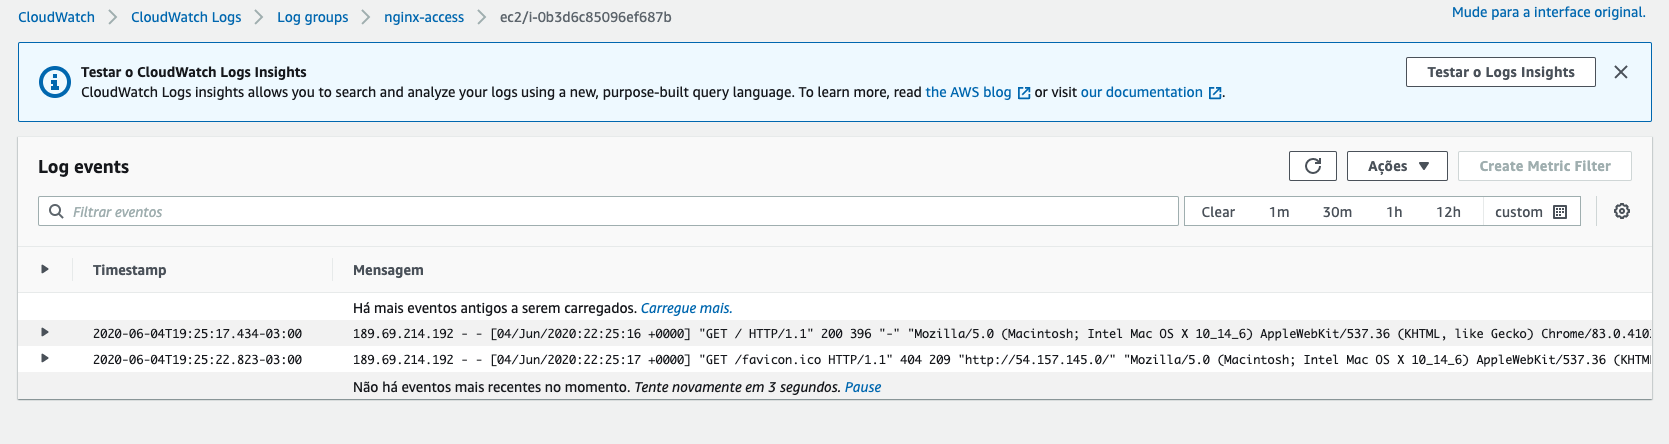 CloudWatch > CloudWatch Logs > Log groups > nginx-access > ec2/i-0b3d6c85096ef687b
Mude para a interface original.
Testar o CloudWatch Logs Insights
CloudWatch Logs insights allows you to search and analyze your logs using a new, purpose-built query language. To learn more, read the AWS blog or visit our documentation.
Testar o Logs Insights
Log events
Ações
Create Metric Filter
Filtrar eventos
Clear 1m 30m 1h 12h custom
Timestamp Mensagem
Há mais eventos antigos a serem carregados. Carregue mais.
2020-06-04T19:25:17.434-03:00 189.69.214.192 - - [04/Jun/2020:22:25:16 +0000] "GET / HTTP/1.1" 200 396 "-" "Mozilla/5.0 (Macintosh; Intel Mac OS X 10_14_6) AppleWebKit/537.36 (KHTML, like Gecko) Chrome/83.0.410
2020-06-04T19:25:22.823-03:00 189.69.214.192 - - [04/Jun/2020:22:25:17 +0000] "GET /favicon.ico HTTP/1.1" 404 209 "http://54.157.145.0/" "Mozilla/5.0 (Macintosh; Intel Mac OS X 10_14_6) AppleWebKit/537.36 (KHTM
Não há eventos mais recentes no momento. Tente novamente em 3 segundos. Pause